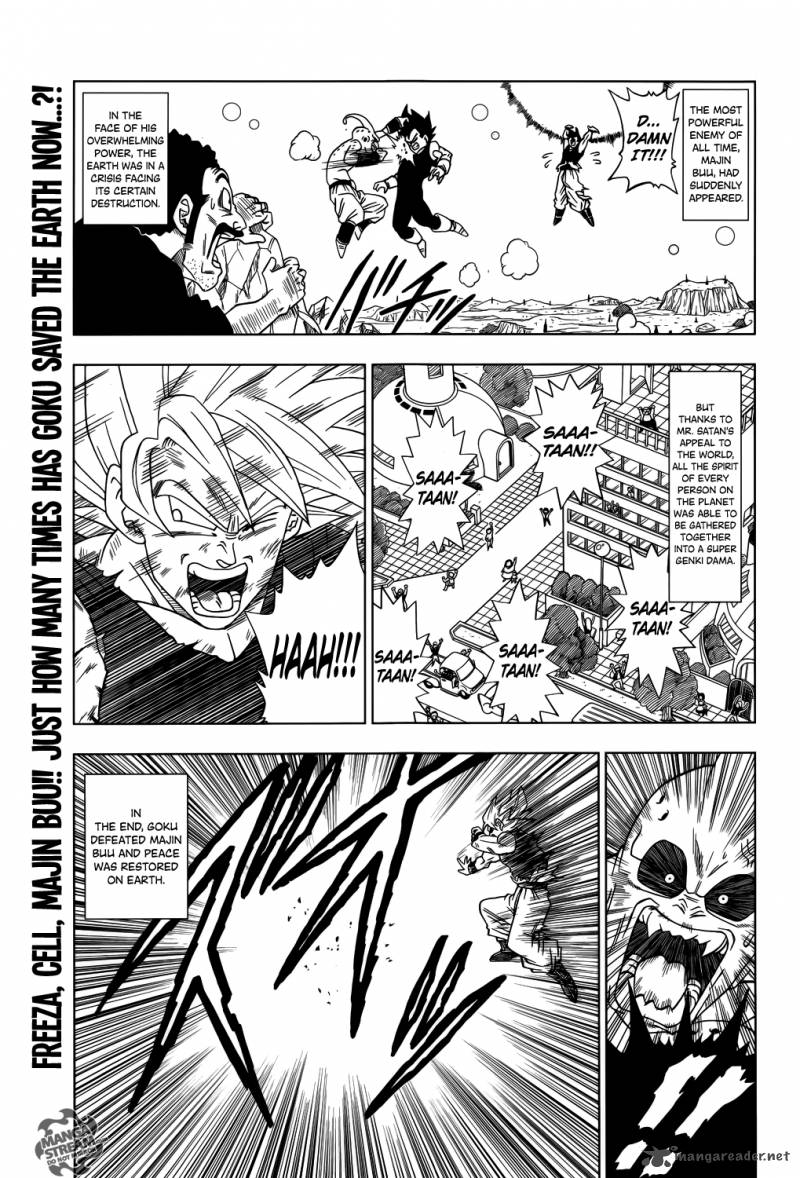 FREEZA, CELL, MAJIN BUU!! JUST HOW MANY TIMES HAS GOKU SAVED THE EARTH NOW...?!
THE MOST
POWERFUL
ENEMY OF
ALL TIME,
MAJIN
BUU, HAD
SUDDENLY
APPEARED.
D...
DAMN
IT!!!
IN THE
FACE OF HIS
OVERWHELMING
POWER, THE
EARTH WAS IN A
CRISIS FACING
ITS CERTAIN
DESTRUCTION.
BUT
THANKS TO
MR. SATAN'S
APPEAL TO
THE WORLD,
ALL THE SPIRIT
OF EVERY
PERSON ON
THE PLANET
WAS ABLE TO
BE GATHERED
TOGETHER
INTO A SUPER
GENKI DAMA.
SAAA-
TAAN!!
SAAA-
TAAN!
SAAA-
TAAN!
SAAA-
TAAN!
SAAA-
TAAN!
SAAA-
TAAN!
HAAH!!!
IN
THE END, GOKU
DEFEATED MAJIN
BUU AND PEACE
WAS RESTORED
ON EARTH.
MANGA
STREAM
mangareader.net